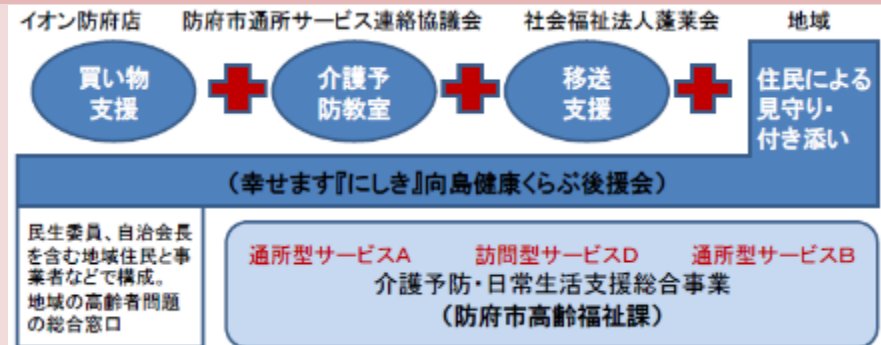 イオン防府店 防府市通所サービス連絡協議会 社会福祉法人蓬莱会 地域
買い物
支援
介護予
防教室
移送
支援
住民による
見守り・
付き添い
(幸せます『にしき』向島健康くらぶ後援会)
民生委員、自治会長
を含む地域住民と事
業者などで構成。
地域の高齢者問題
の総合窓口
通所型サービスA 訪問型サービスD 通所型サービスB
介護予防・日常生活支援総合事業
(防府市高齢福祉課)